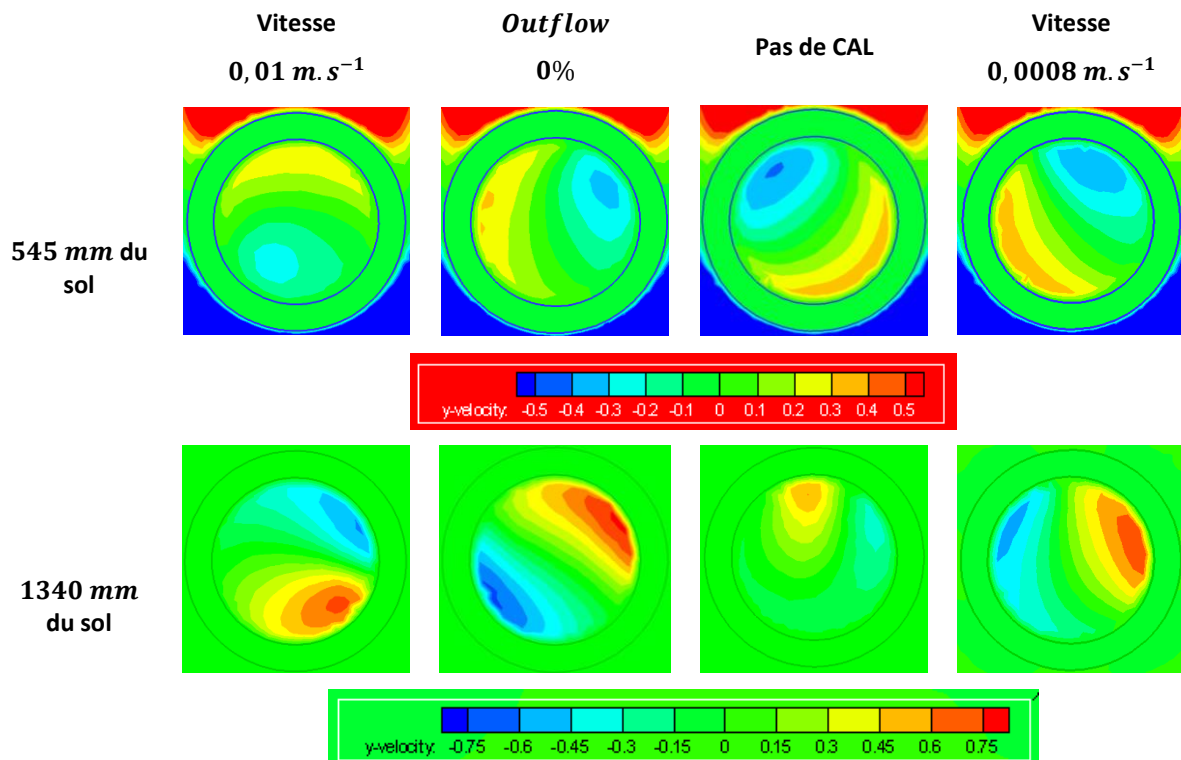 Vitesse
0,01 m.s⁻¹
Outflow
0%
Pas de CAL
Vitesse
0,0008 m.s⁻¹
545 mm du
sol
y-velocity: -0.5 -0.4 -0.3 -0.2 -0.1 0 0.1 0.2 0.3 0.4 0.5
1340 mm
du sol
y-velocity: -0.75 -0.6 -0.45 -0.3 -0.15 0 0.15 0.3 0.45 0.6 0.75